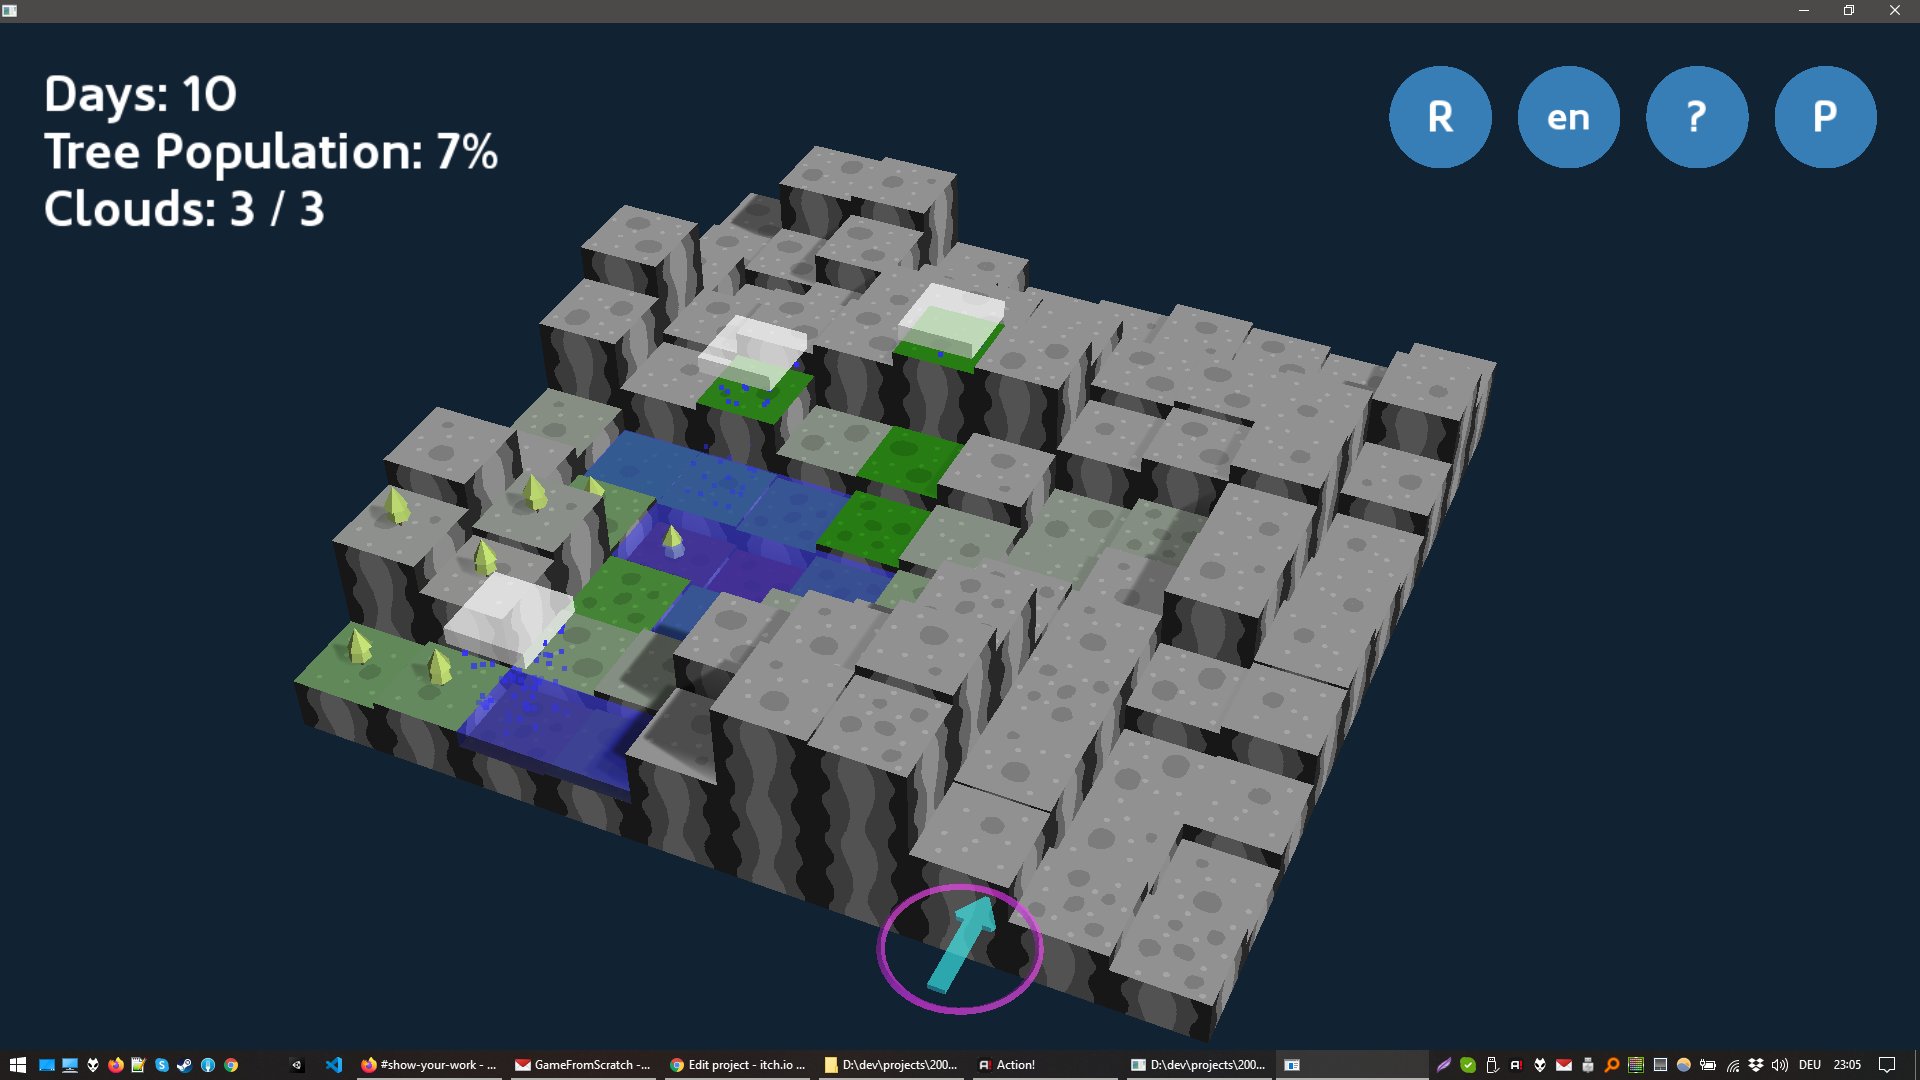 Days: 10
Tree Population: 7%
Clouds: 3 / 3
R en ? P
#show-your-work - ...
GameFromScratch -...
Edit project - itch.io ...
D:\dev\projects\200...
Action!
D:\dev\projects\200...
DEU
23:05